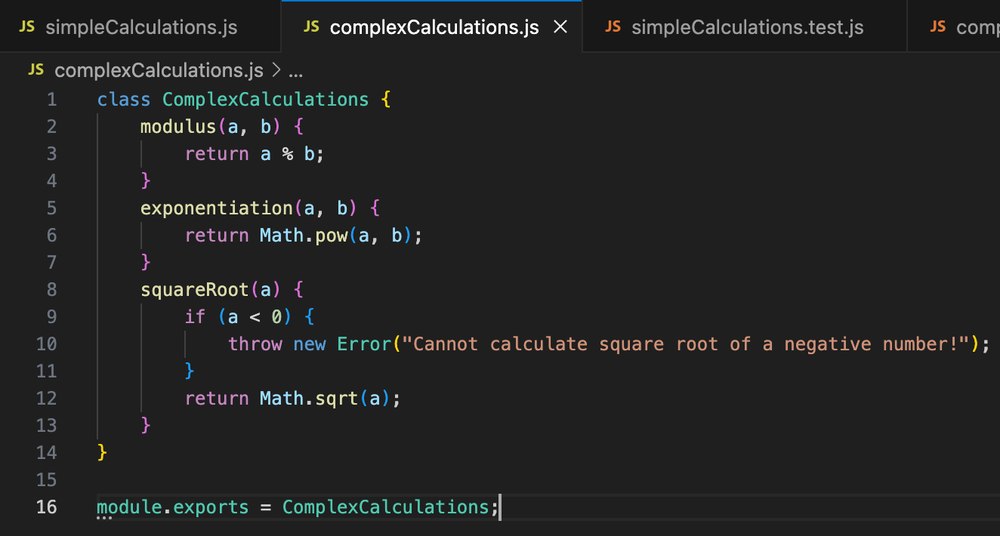 JS simpleCalculations.js JS complexCalculations.js × JS simpleCalculations.test.js JS comp
JS complexCalculations.js > ...
1 class ComplexCalculations {
2     modulus(a, b) {
3         return a % b;
4     }
5     exponentiation(a, b) {
6         return Math.pow(a, b);
7     }
8     squareRoot(a) {
9         if (a < 0) {
10             throw new Error("Cannot calculate square root of a negative number!");
11         }
12         return Math.sqrt(a);
13     }
14 }
15
16 module.exports = ComplexCalculations;